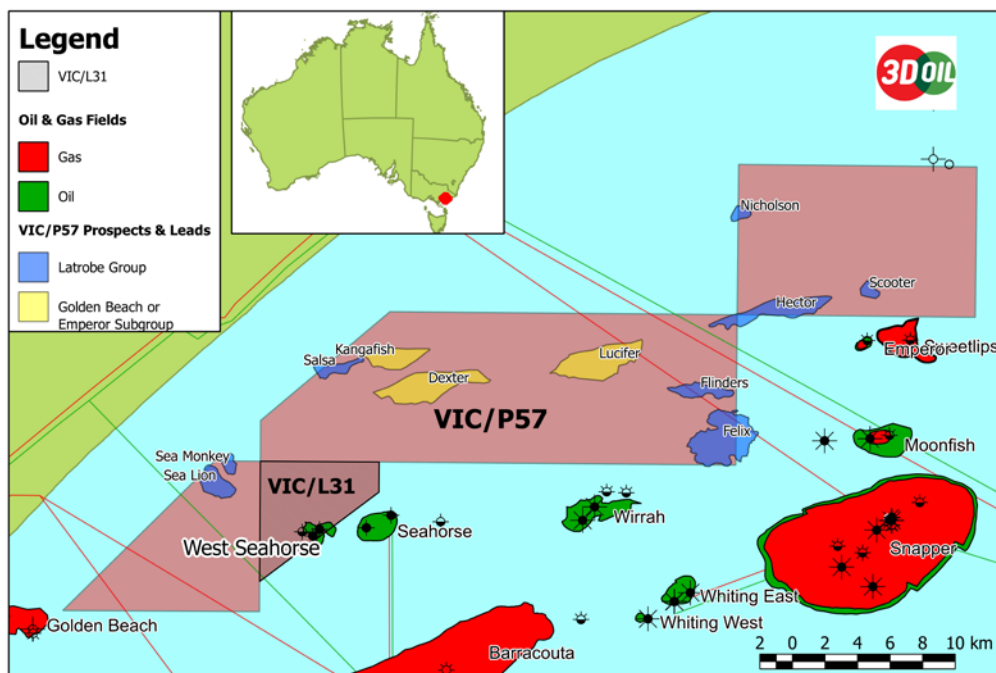 Legend
VIC/L31
Oil & Gas Fields
Gas
Oil
VIC/P57 Prospects & Leads
Latrobe Group
Golden Beach or
Emperor Subgroup
3D OIL
Nicholson
Scooter
Hector
Emperor
Sweetlips
Salsa
Kangafish
Dexter
Lucifer
Flinders
VIC/P57
Felix
Moonfish
Sea Monkey
Sea Lion
VIC/L31
West Seahorse
Seahorse
Wirrah
Snapper
Whiting East
Whiting West
Golden Beach
Barracouta
2 0 2 4 6 8 10 km